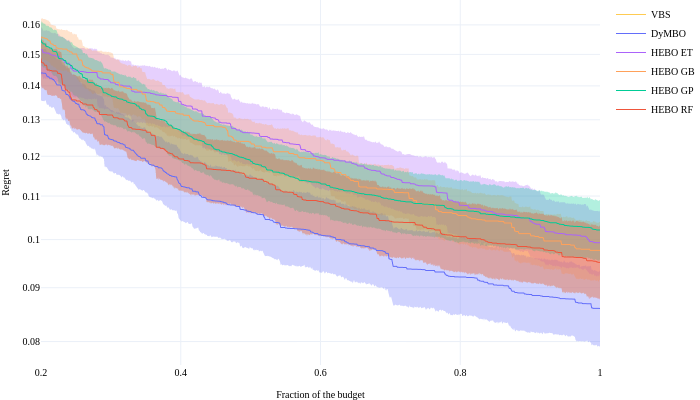 0.16
0.15
0.14
0.13
0.12
0.11
0.1
0.09
0.08
Regret
0.2
0.4
0.6
0.8
1
Fraction of the budget
VBS
DyMBO
HEBO ET
HEBO GB
HEBO GP
HEBO RF